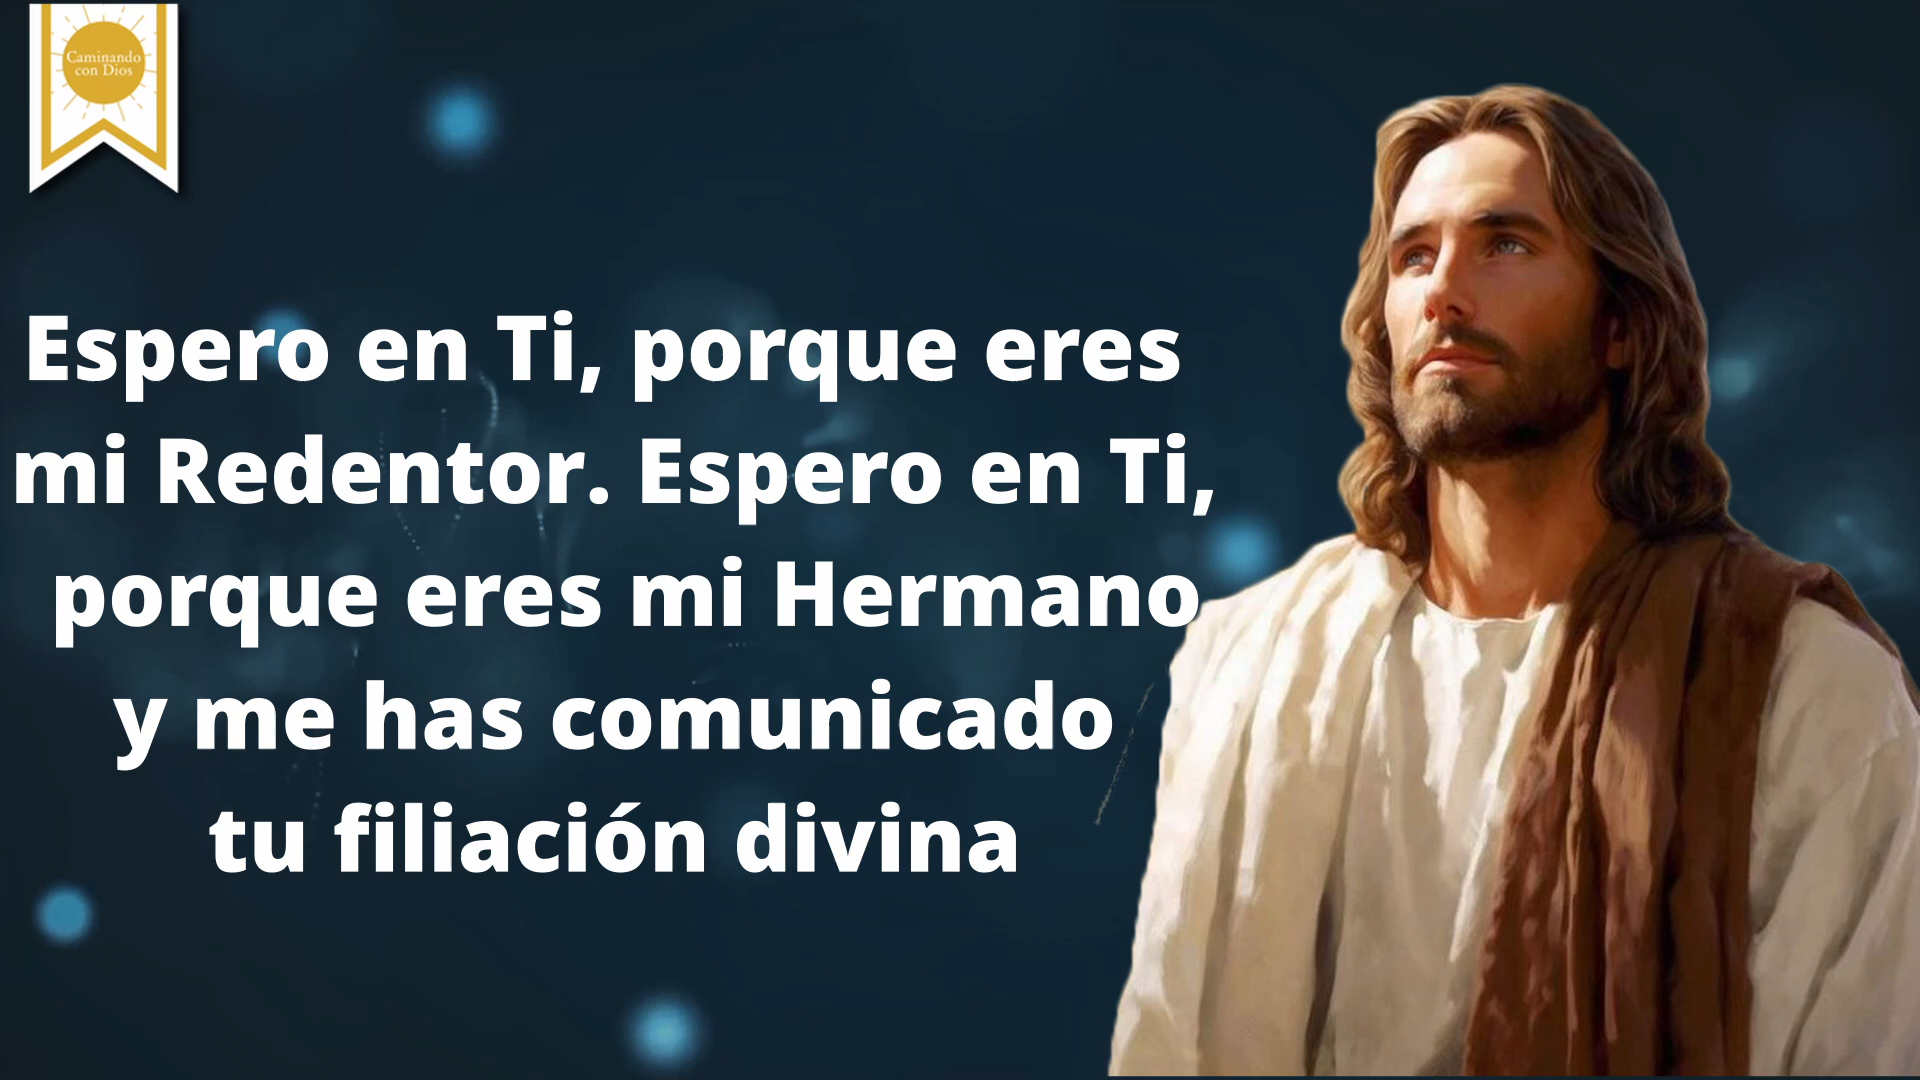 Caminando
con Dios
Espero en Ti, porque eres
mi Redentor. Espero en Ti,
porque eres mi Hermano
y me has comunicado
tu filiación divina